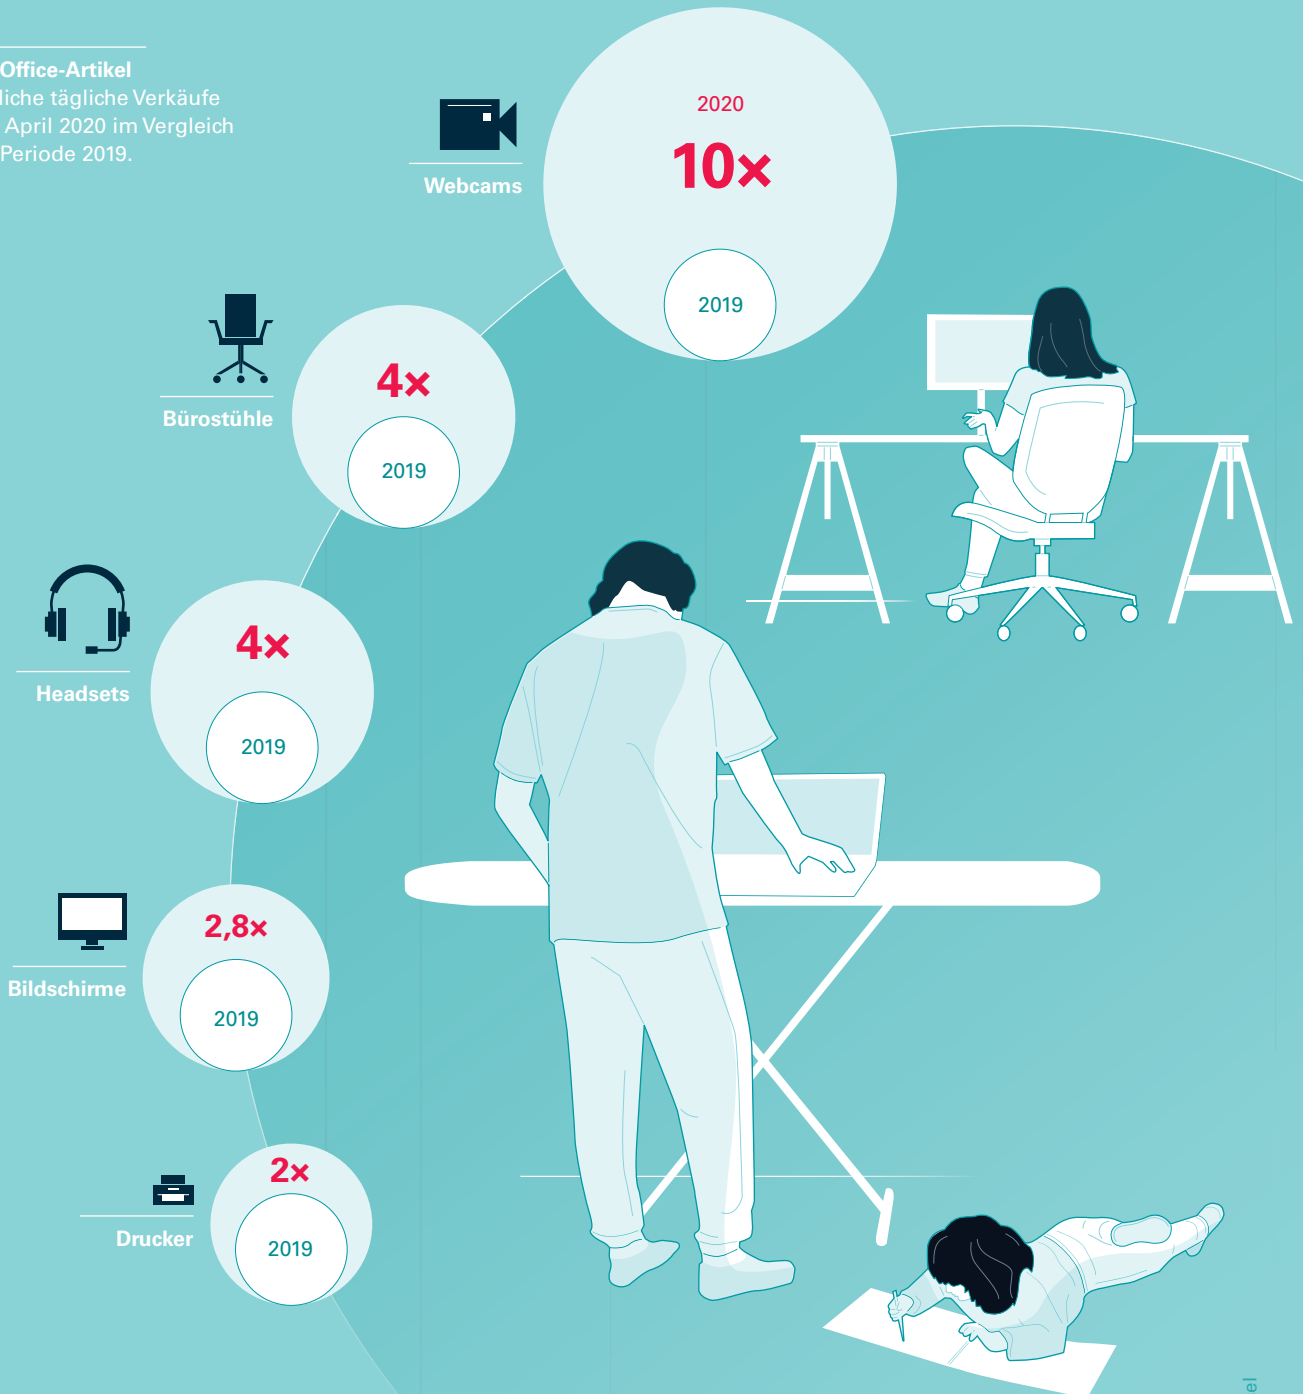 Office-Artikel
liche tägliche Verkäufe
April 2020 im Vergleich
Periode 2019.
Webcams
2020
10×
2019
Bürostühle
4×
2019
Headsets
4×
2019
Bildschirme
2,8×
2019
Drucker
2×
2019
el